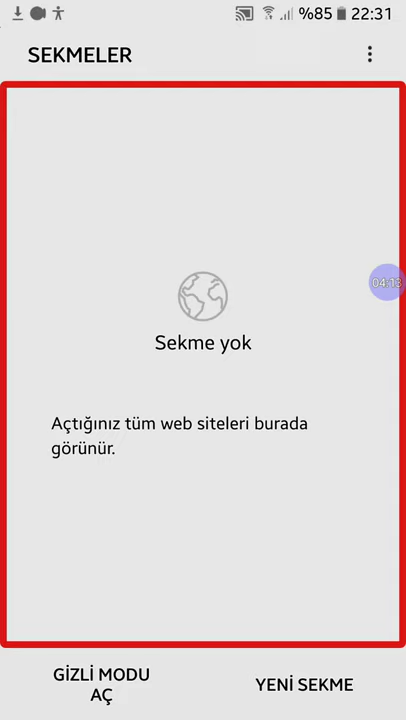 %85 22:31
SEKMELER
04:13
Sekme yok
Açtığınız tüm web siteleri burada
görünür.
GİZLİ MODU
AÇ
YENİ SEKME